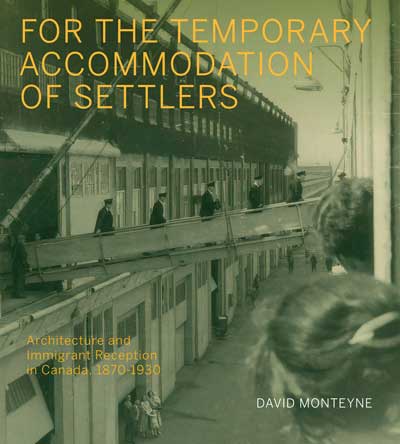 FOR THE TEMPORARY
ACCOMMODATION
OF SETTLERS
Architecture and
Immigrant Reception
in Canada, 1870-1930
DAVID MONTEYNE